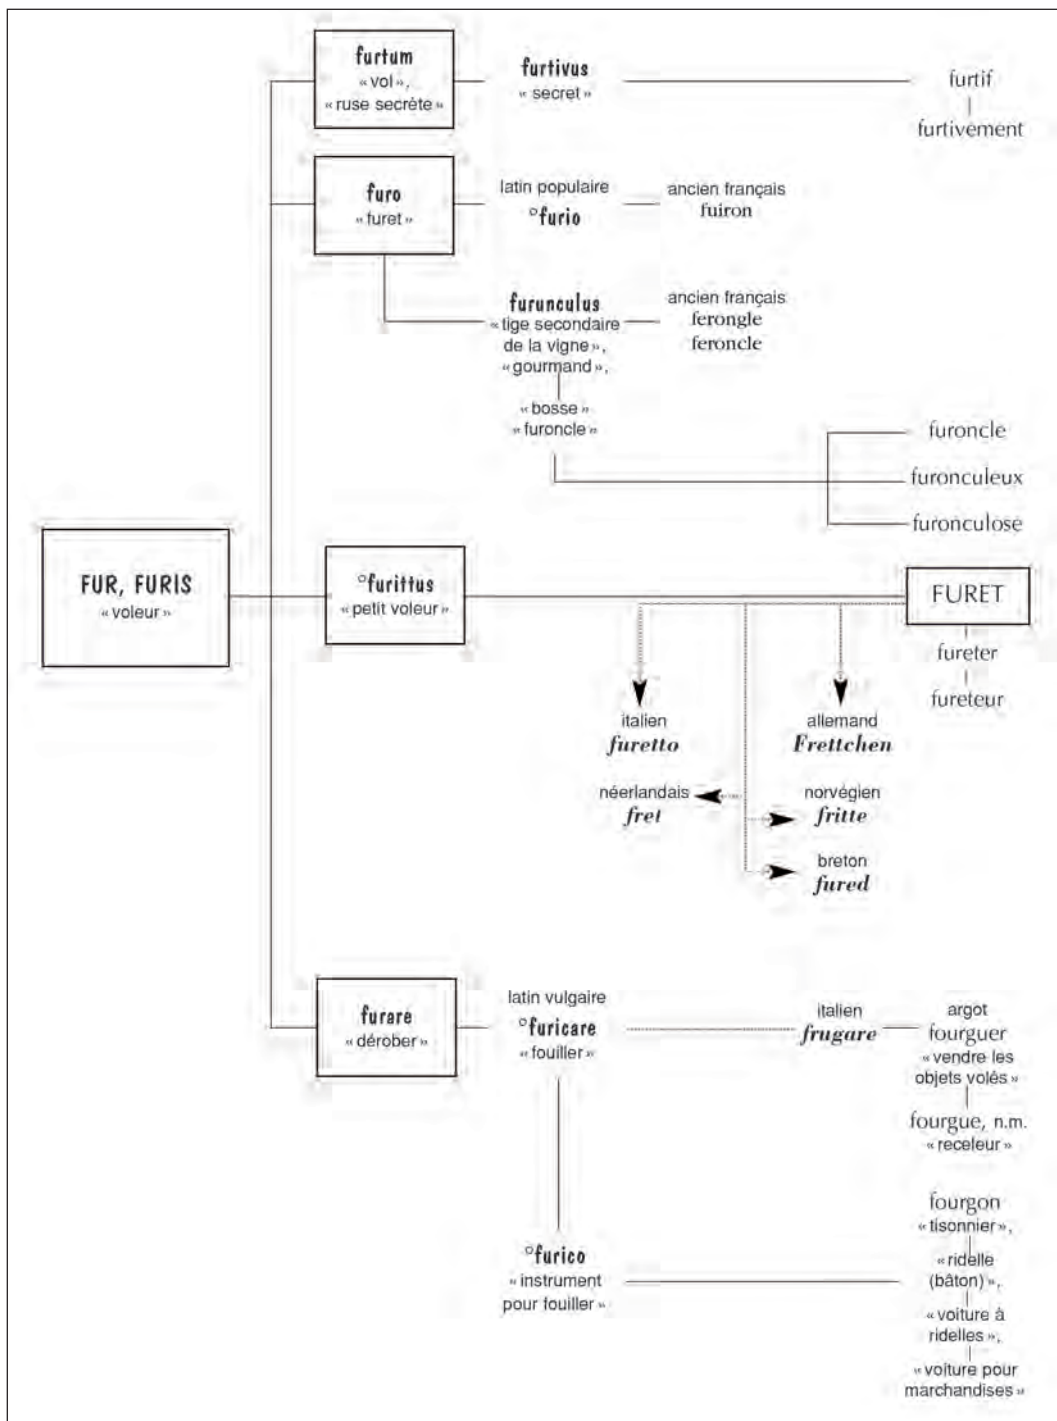 furtum
« vol »,
« ruse secrète »
furtivus
« secret »
furtif
furtivement
furo
« furet »
latin populaire
°furio
ancien français
fuiron
furunculus
« tige secondaire
de la vigne »,
« gourmand »,
ancien français
ferongle
feroncle
« bosse »
« furoncle »
furoncle
furonculeux
furonculose
FUR, FURIS
« voleur »
°furittus
« petit voleur »
FURET
fureter
fureteur
italien
furetto
allemand
Frettchen
néerlandais
fret
norvégien
fritte
breton
fured
furare
« dérober »
latin vulgaire
°furicare
« fouiller »
italien
frugare
argot
fourguer
« vendre les
objets volés »
fourgue, n.m.
« receleur »
°furico
« instrument
pour fouiller »
fourgon
« tisonnier »,
« ridelle
(bâton) »,
« voiture à
ridelles »,
« voiture pour
marchandises »